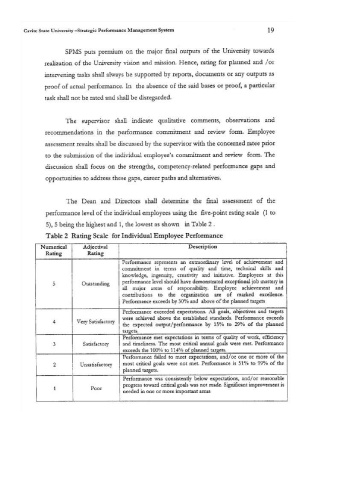 Cavite State University –Strategic Performance Management System 19
SPMS puts premium on the major final outputs of the University towards
realization of the University vision and mission. Hence, rating for planned and /or
intervening tasks shall always be supported by reports, documents or any outputs as
proof of actual performance. In the absence of the said bases or proof, a particular
task shall not be rated and shall be disregarded.
The supervisor shall indicate qualitative comments, observations and
recommendations in the performance commitment and review form. Employee
assessment results shall be discussed by the supervisor with the concerned ratee prior
to the submission of the individual employee's commitment and review form. The
discussion shall focus on the strengths, competency-related performance gaps and
opportunities to address these gaps, career paths and alternatives.
The Dean and Directors shall determine the final assessment of the
performance level of the individual employees using the five-point rating scale (1 to
5), 5 being the highest and 1, the lowest as shown in Table 2 .
Table 2 Rating Scale for Individual Employee Performance
Numerical Rating
Adjectival Rating
Description
5
Outstanding
Performance represents an extraordinary level of achievement and
commitment in terms of quality and time, technical skills and
knowledge, ingenuity, creativity and initiative. Employees at this
performance level should have demonstrated exceptional job mastery in
all major areas of responsibility. Employee achievement and
contributions to the organization are of marked excellence.
Performance exceeds by 30% and above of the planned targets
4
Very Satisfactory
Performance exceeded expectations. All goals, objectives and targets
were achieved above the established standards. Performance exceeds
the expected output/performance by 15% to 29% of the planned
targets.
3
Satisfactory
Performance met expectations in terms of quality of work, efficiency
and timeliness. The most critical annual goals were met. Performance
exceeds the 100% to 114% of planned targets.
2
Unsatisfactory
Performance failed to meet expectations, and/or one or more of the
most critical goals were not met. Performance is 51% to 99% of the
planned targets.
1
Poor
Performance was consistently below expectations, and/or reasonable
progress toward critical goals was not made. Significant improvement is
needed in one or more important areas